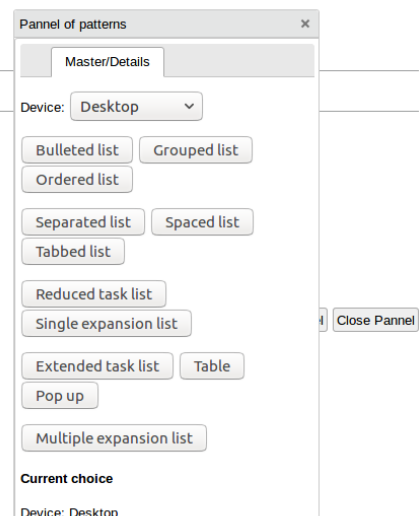 Pannel of patterns ×
Master/Details
Device: Desktop
Bulleted list Grouped list
Ordered list
Separated list Spaced list
Tabbed list
Reduced task list
Single expansion list
Close Pannel
Extended task list Table
Pop up
Multiple expansion list
Current choice
Device: Desktop